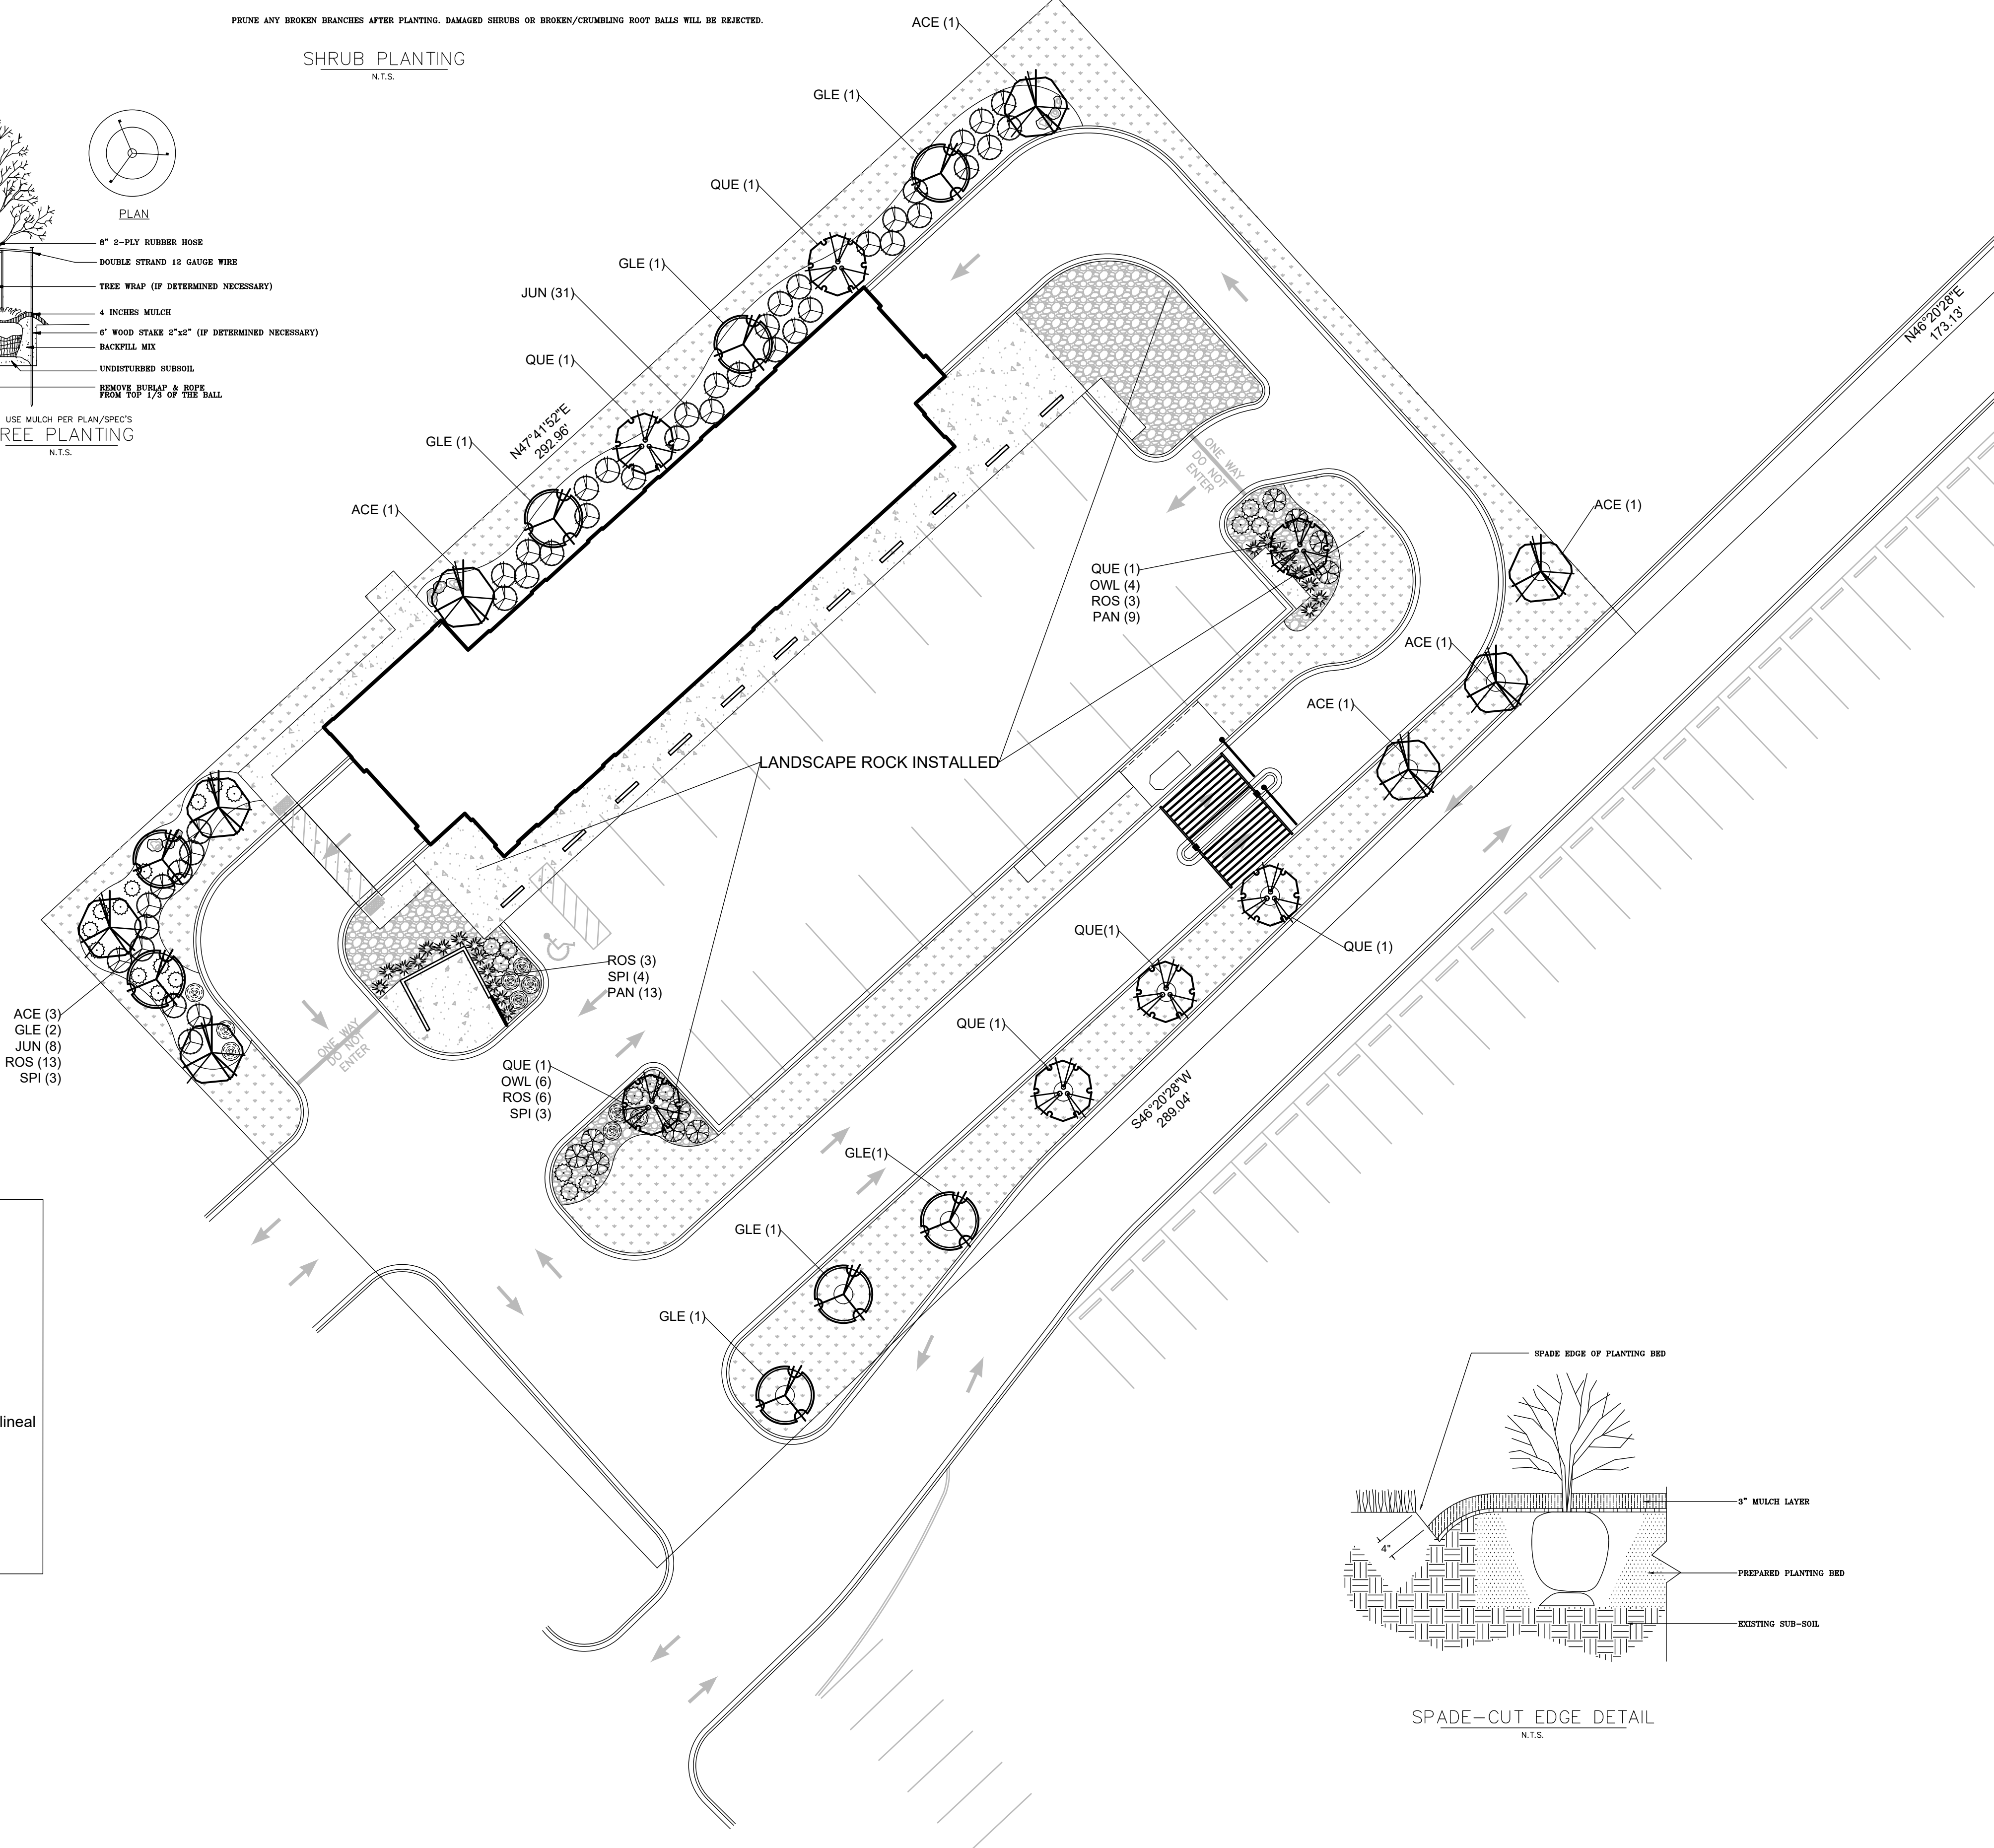 PRUNE ANY BROKEN BRANCHES AFTER PLANTING. DAMAGED SHRUBS OR BROKEN/CRUMBLING ROOT BALLS WILL BE REJECTED.
SHRUB PLANTING
N.T.S.
PLAN
8" 2-PLY RUBBER HOSE
DOUBLE STRAND 12 GAUGE WIRE
TREE WRAP (IF DETERMINED NECESSARY)
4 INCHES MULCH
6' WOOD STAKE 2"x2" (IF DETERMINED NECESSARY)
BACKFILL MIX
UNDISTURBED SUBSOIL
REMOVE BURLAP & ROPE
FROM TOP 1/3 OF THE BALL
USE MULCH PER PLAN/SPEC'S
REE PLANTING
N.T.S.
ACE (1)
GLE (1)
QUE (1)
GLE (1)
JUN (31)
QUE (1)
N47°41'52"E
292.96'
GLE (1)
ACE (1)
N46°20'28"E
173.13'
ONE WAY
DO NOT
ENTER
ACE (1)
QUE (1)
OWL (4)
ROS (3)
PAN (9)
ACE (1)
ACE (1)
LANDSCAPE ROCK INSTALLED
QUE(1)
QUE (1)
ROS (3)
SPI (4)
PAN (13)
ACE (3)
GLE (2)
JUN (8)
ROS (13)
SPI (3)
ONE WAY
DO NOT
ENTER
QUE (1)
QUE (1)
OWL (6)
ROS (6)
SPI (3)
S46°20'28"W
289.04'
GLE(1)
GLE (1)
GLE (1)
lineal
SPADE EDGE OF PLANTING BED
3" MULCH LAYER
4"
PREPARED PLANTING BED
EXISTING SUB-SOIL
SPADE-CUT EDGE DETAIL
N.T.S.